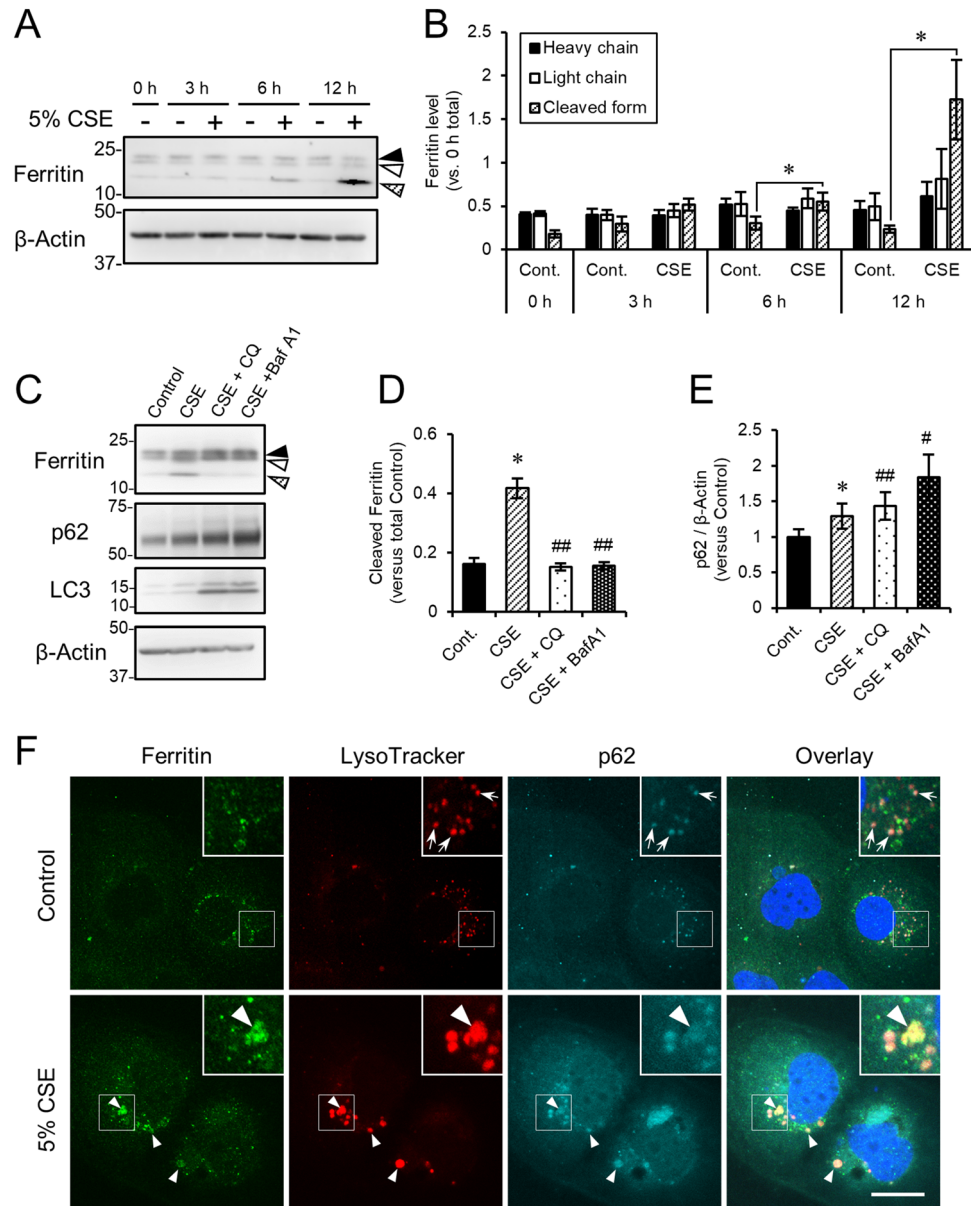 A
0 h 3 h 6 h 12 h
5% CSE - - + - + - +
Ferritin
25-
10-
β-Actin
50-
37-
B
Ferritin level
(vs. 0 h total)
2.5
2
1.5
1
0.5
0
Heavy chain
Light chain
Cleaved form
* *
Cont. Cont. CSE Cont. CSE Cont. CSE
0 h 3 h 6 h 12 h
C
Control CSE CSE + CQ CSE +Baf A1
Ferritin
25-
10-
p62
75-
50-
LC3
15-
10-
β-Actin
50-
37-
D
Cleaved Ferritin
(versus total Control)
0.6
0.4
0.2
0
* ## ##
Cont. CSE CSE + CQ CSE + BafA1
E
p62 / β-Actin
(versus Control)
2.5
2
1.5
1
0.5
0
* ## #
Cont. CSE CSE + CQ CSE + BafA1
F
Ferritin LysoTracker p62 Overlay
Control
5% CSE